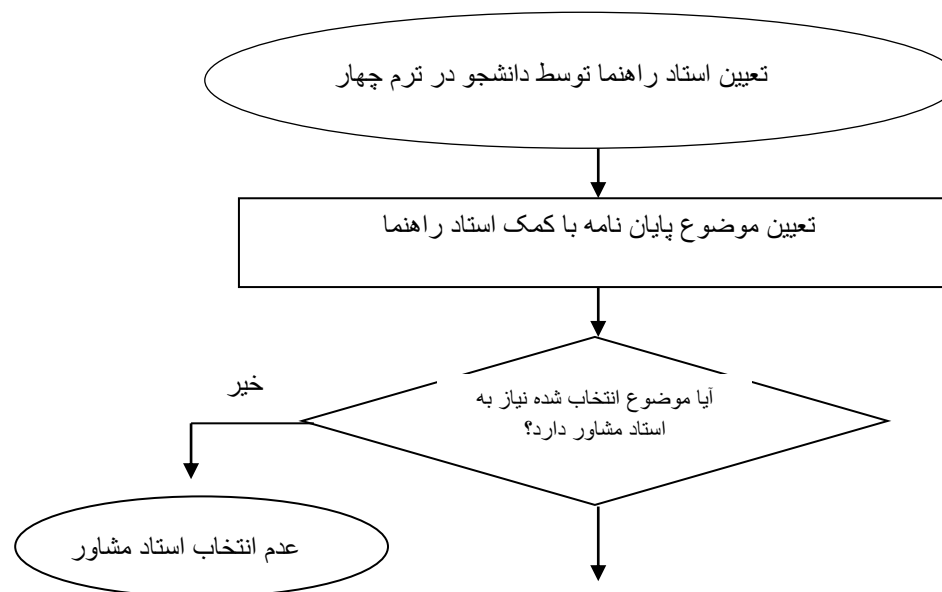 تعیین استاد راهنما توسط دانشجو در ترم چهار
تعیین موضوع پایان نامه با کمک استاد راهنما
آیا موضوع انتخاب شده نیاز به
استاد مشاور دارد؟
خیر
عدم انتخاب استاد مشاور